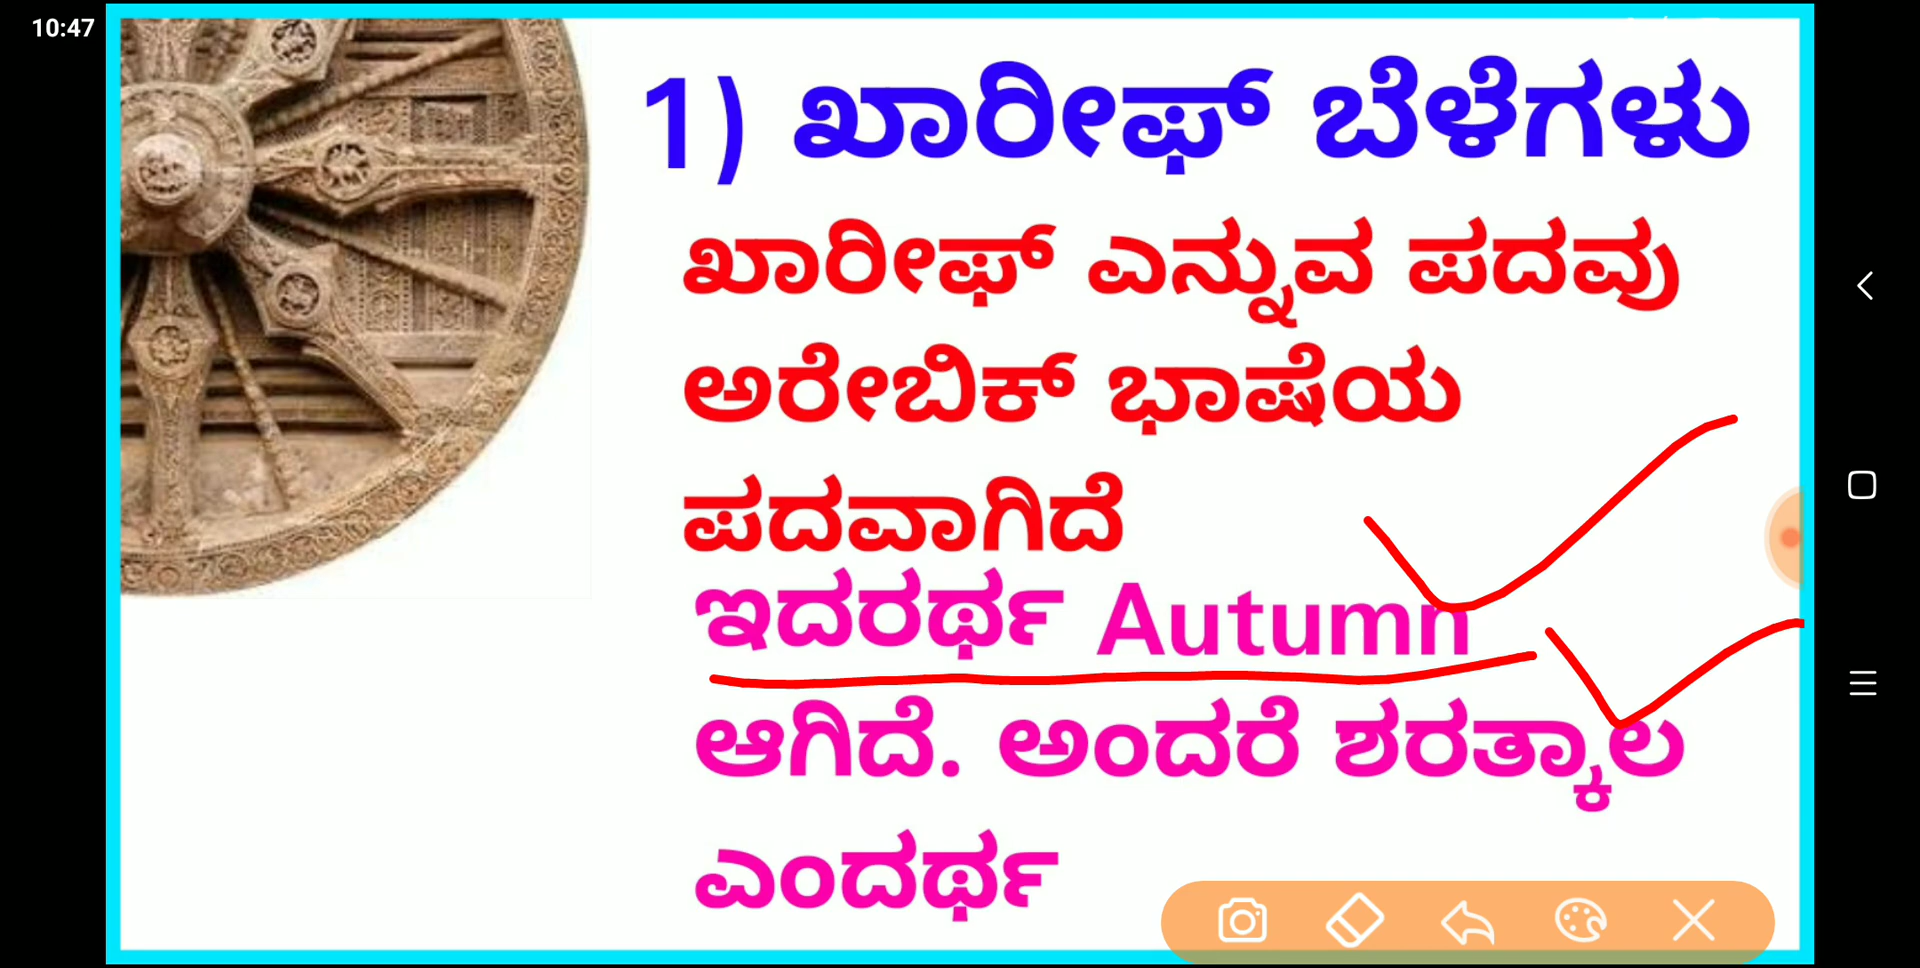 10:47
1) ಖಾರೀಫ್ ಬೆಳೆಗಳು
ಖಾರೀಫ್ ಎನ್ನುವ ಪದವು
ಅರೇಬಿಕ್ ಭಾಷೆಯ
ಪದವಾಗಿದೆ
ಇದರರ್ಥ Autumn
ಆಗಿದೆ. ಅಂದರೆ ಶರತ್ಕಾಲ
ಎಂದರ್ಥ